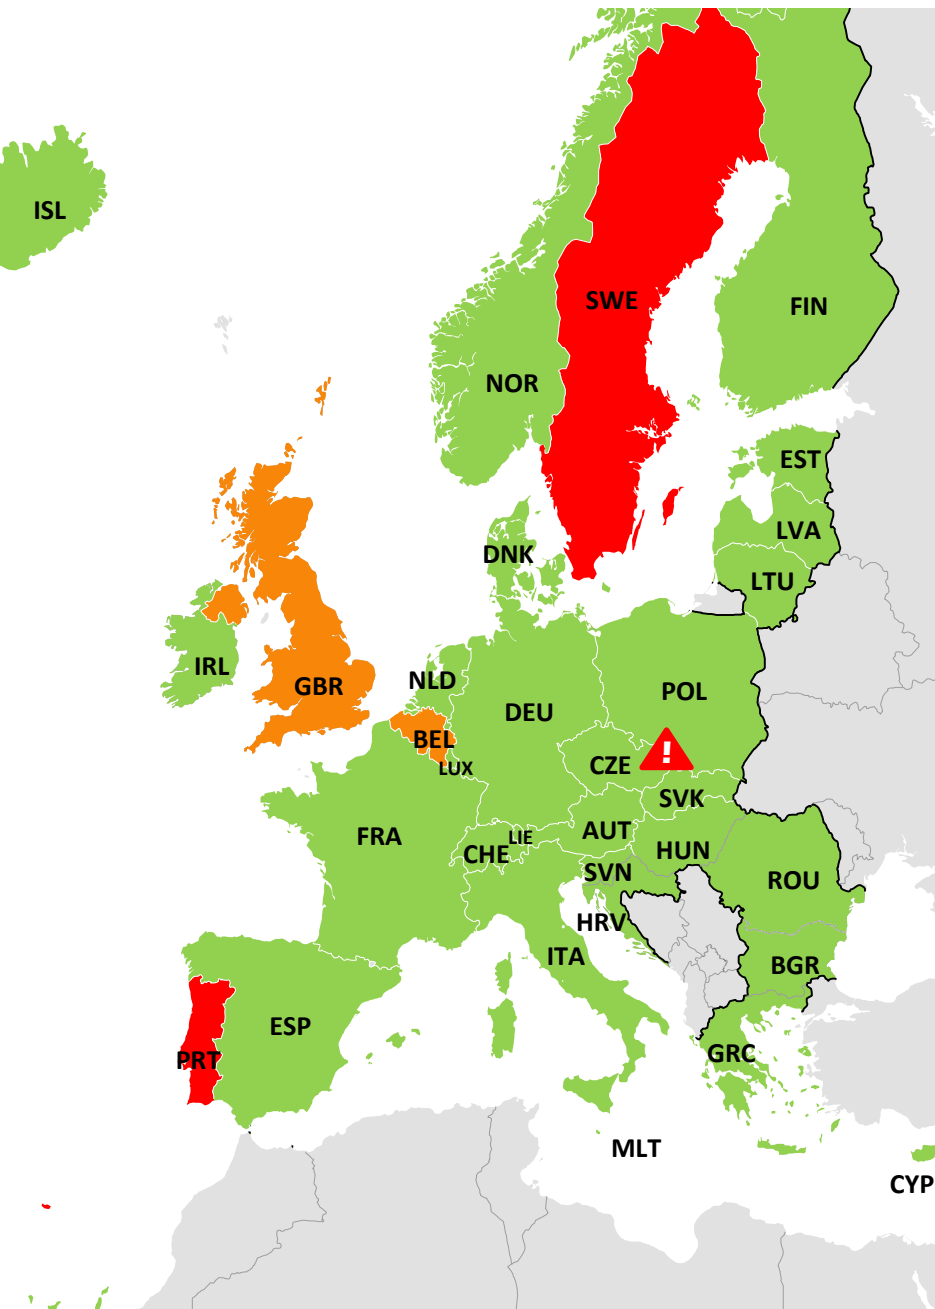 ISL
SWE
FIN
NOR
EST
LVA
DNK
LTU
IRL
GBR
NLD
POL
DEU
BEL
!
LUX
CZE
SVK
FRA
AUT
LIE
CHE
HUN
SVN
ROU
HRV
ITA
BGR
ESP
PRT
GRC
MLT
CYP